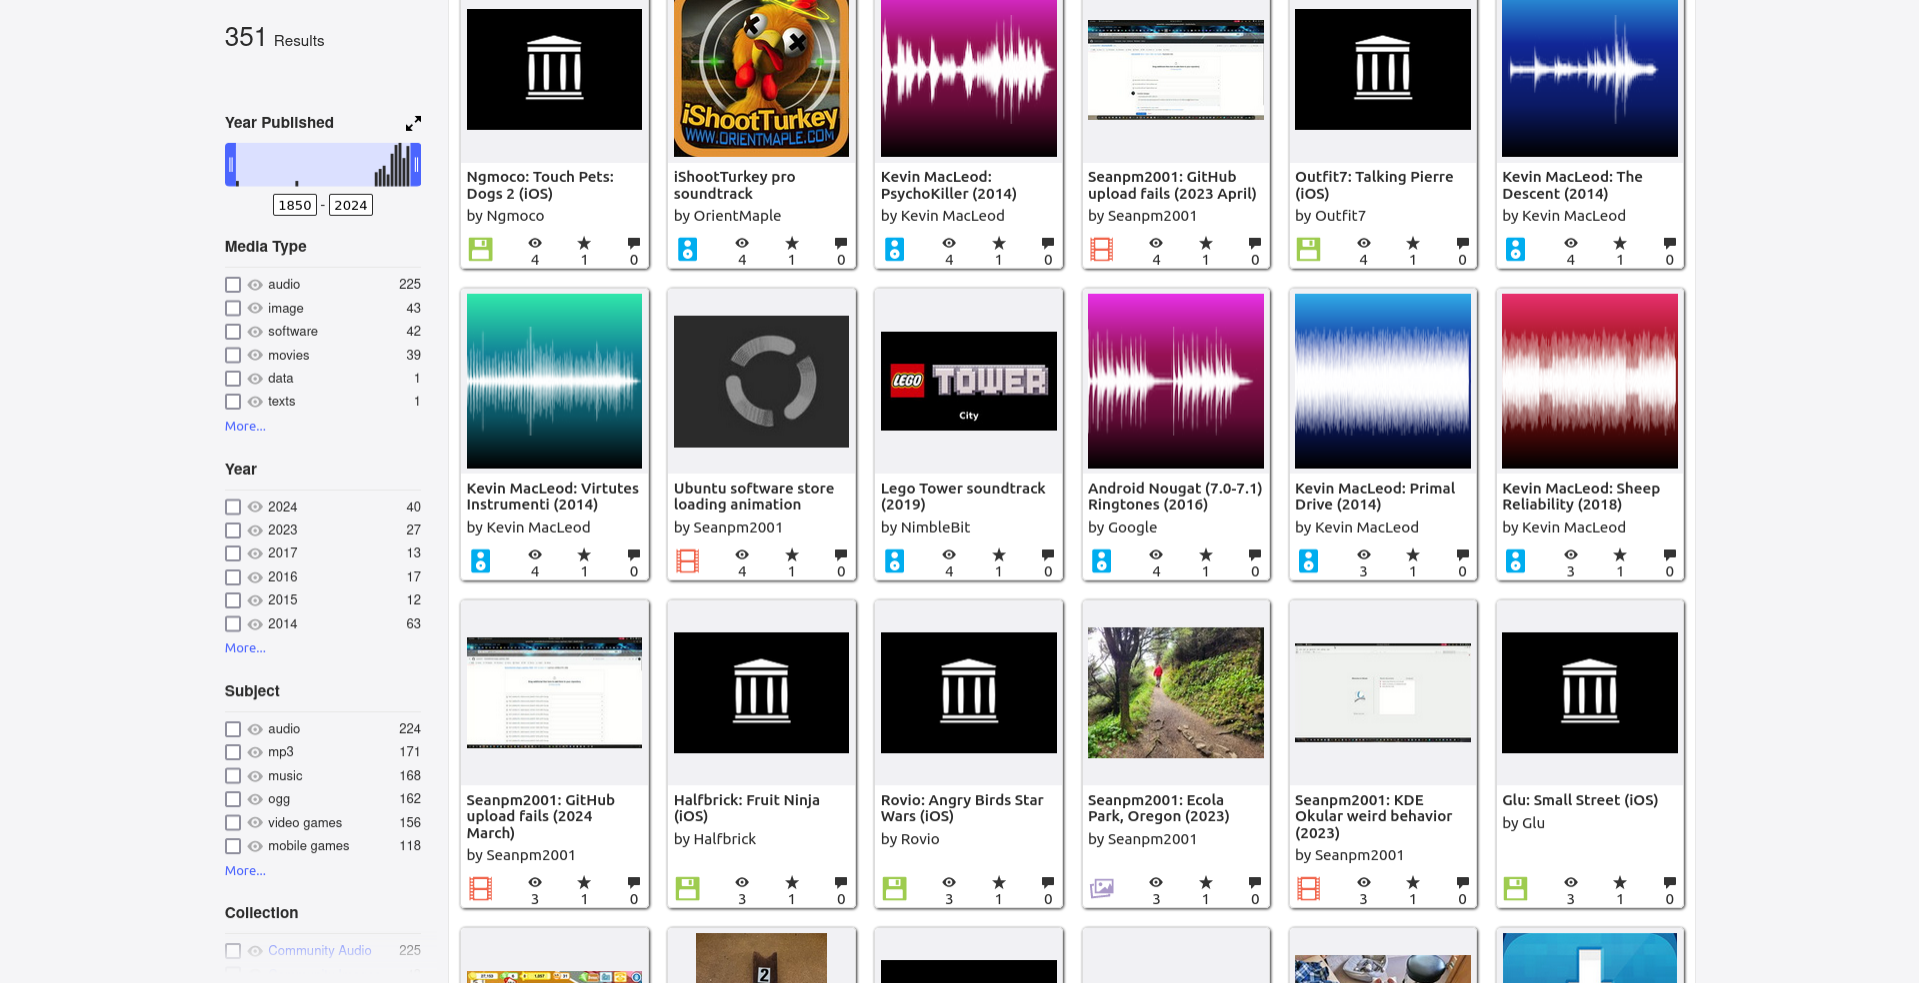 351 Results
Year Published
1850 - 2024
Media Type
audio 225
image 43
software 42
movies 39
data 1
texts 1
More...
Year
2024 40
2023 27
2017 13
2016 17
2015 12
2014 63
More...
Subject
audio 224
mp3 171
music 168
ogg 162
video games 156
mobile games 118
More...
Collection
Community Audio 225
Ngmoco: Touch Pets:
Dogs 2 (iOS)
by Ngmoco
4 1 0
iShootTurkey
WWW.ORIENTMAPLE.COM
iShootTurkey pro
soundtrack
by OrientMaple
4 1 0
Kevin MacLeod:
PsychoKiller (2014)
by Kevin MacLeod
4 1 0
Seanpm2001: GitHub
upload fails (2023 April)
by Seanpm2001
4 1 0
Outfit7: Talking Pierre
(iOS)
by Outfit7
4 1 0
Kevin MacLeod: The
Descent (2014)
by Kevin MacLeod
4 1 0
Kevin MacLeod: Virtutes
Instrumenti (2014)
by Kevin MacLeod
4 1 0
Ubuntu software store
loading animation
by Seanpm2001
4 1 0
LEGO TOWER
City
Lego Tower soundtrack
(2019)
by NimbleBit
4 1 0
Android Nougat (7.0-7.1)
Ringtones (2016)
by Google
4 1 0
Kevin MacLeod: Primal
Drive (2014)
by Kevin MacLeod
3 1 0
Kevin MacLeod: Sheep
Reliability (2018)
by Kevin MacLeod
3 1 0
Seanpm2001: GitHub
upload fails (2024
March)
by Seanpm2001
3 1 0
Halfbrick: Fruit Ninja
(iOS)
by Halfbrick
3 1 0
Rovio: Angry Birds Star
Wars (iOS)
by Rovio
3 1 0
Seanpm2001: Ecola
Park, Oregon (2023)
by Seanpm2001
3 1 0
Seanpm2001: KDE
Okular weird behavior
(2023)
by Seanpm2001
3 1 0
Glu: Small Street (iOS)
by Glu
3 1 0
2